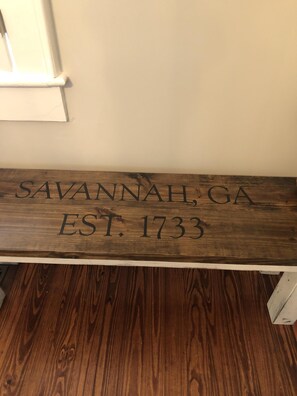 SAVANNAH, GA
EST. 1733